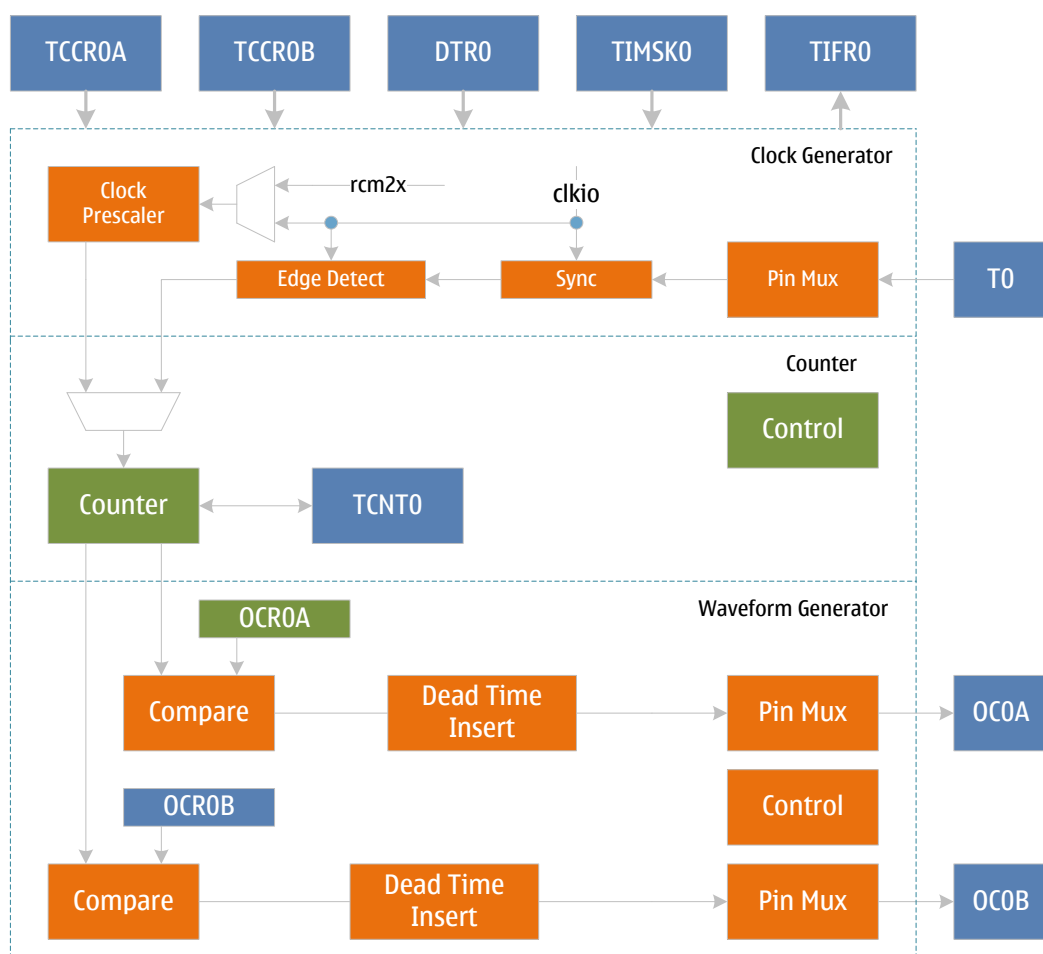 TCCR0A
TCCR0B
DTR0
TIMSK0
TIFR0
Clock Generator
Clock
Prescaler
rcm2x
clkio
Edge Detect
Sync
Pin Mux
T0
Counter
Control
Counter
TCNT0
Waveform Generator
OCR0A
Compare
Dead Time
Insert
Pin Mux
OC0A
OCR0B
Control
Compare
Dead Time
Insert
Pin Mux
OC0B